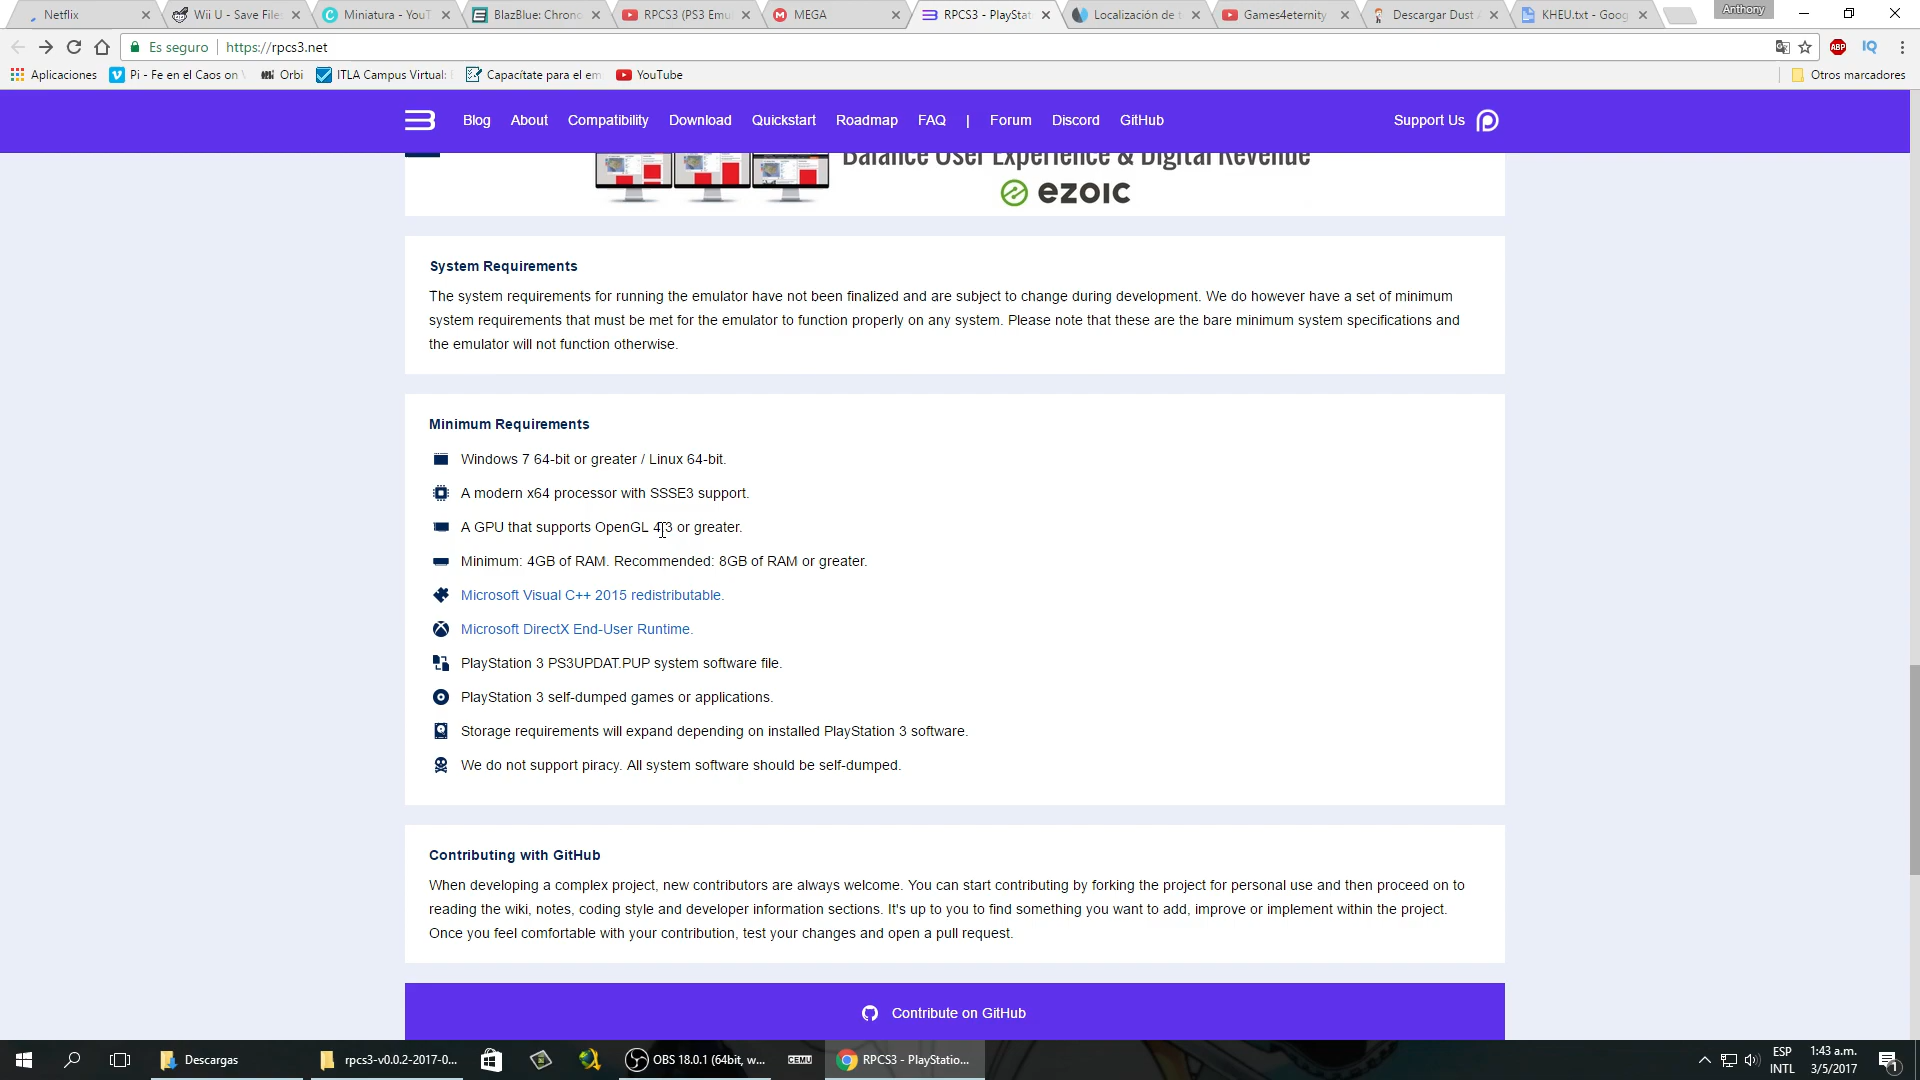 Netflix
Wii U - Save File
Miniatura - YouT
BlazBlue: Chrono
RPCS3 (PS3 Emul
MEGA
RPCS3 - PlayStat
Localización de t
Games4eternity
Descargar Dust
KHEU.txt - Goog
Anthony
Es seguro
https://rpcs3.net
ABP
IQ
Aplicaciones
Pi - Fe en el Caos on
Orbi
ITLA Campus Virtual:
Capacítate para el em
YouTube
Otros marcadores
Blog
About
Compatibility
Download
Quickstart
Roadmap
FAQ
|
Forum
Discord
GitHub
Support Us
Balance User Experience & Digital Revenue
ezoic
System Requirements
The system requirements for running the emulator have not been finalized and are subject to change during development. We do however have a set of minimum
system requirements that must be met for the emulator to function properly on any system. Please note that these are the bare minimum system specifications and
the emulator will not function otherwise.
Minimum Requirements
Windows 7 64-bit or greater / Linux 64-bit.
A modern x64 processor with SSSE3 support.
A GPU that supports OpenGL 4.3 or greater.
Minimum: 4GB of RAM. Recommended: 8GB of RAM or greater.
Microsoft Visual C++ 2015 redistributable.
Microsoft DirectX End-User Runtime.
PlayStation 3 PS3UPDAT.PUP system software file.
PlayStation 3 self-dumped games or applications.
Storage requirements will expand depending on installed PlayStation 3 software.
We do not support piracy. All system software should be self-dumped.
Contributing with GitHub
When developing a complex project, new contributors are always welcome. You can start contributing by forking the project for personal use and then proceed on to
reading the wiki, notes, coding style and developer information sections. It's up to you to find something you want to add, improve or implement within the project.
Once you feel comfortable with your contribution, test your changes and open a pull request.
Contribute on GitHub
Descargas
rpcs3-v0.0.2-2017-0...
OBS 18.0.1 (64bit, w...
CEMU
RPCS3 - PlayStatio...
ESP
INTL
1:43 a.m.
3/5/2017
1